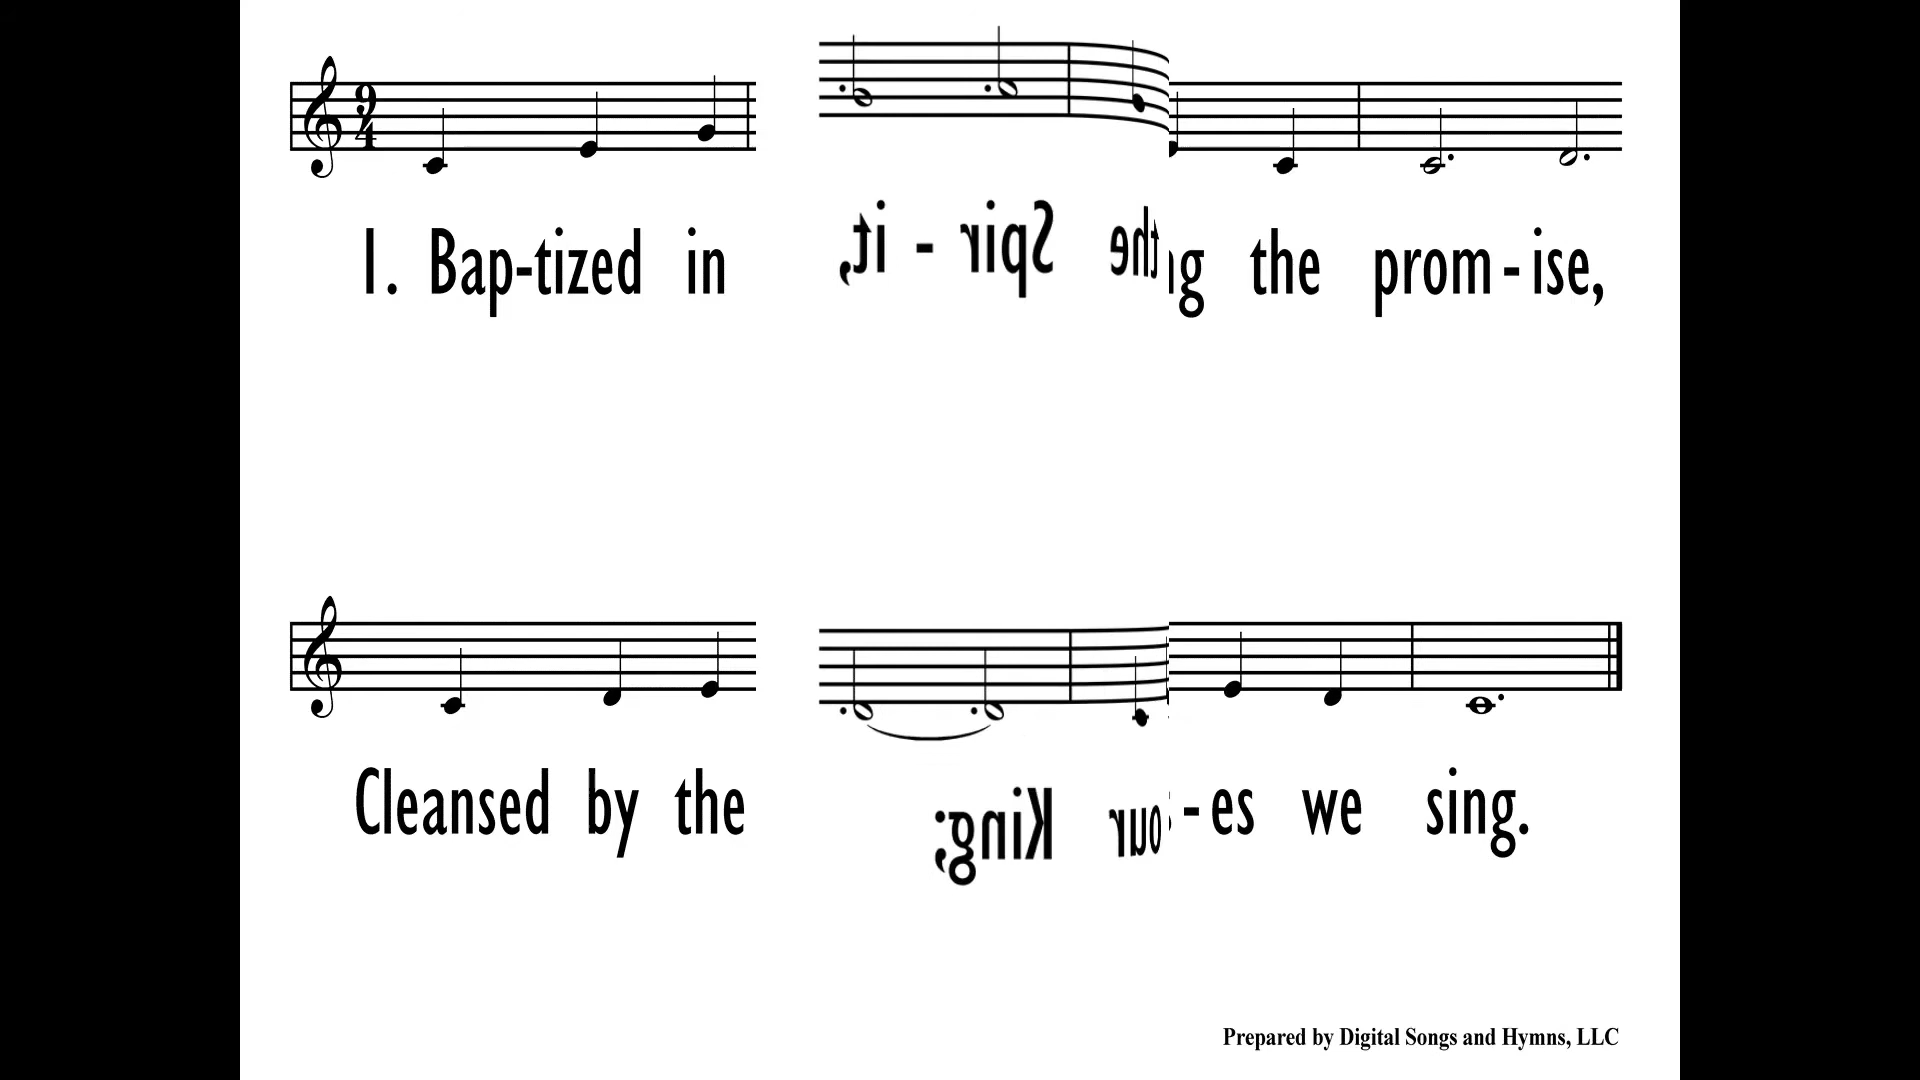 1. Bap-tized in Spir - it, the the prom - ise,
Cleansed by the King; our - es we sing.
Prepared by Digital Songs and Hymns, LLC